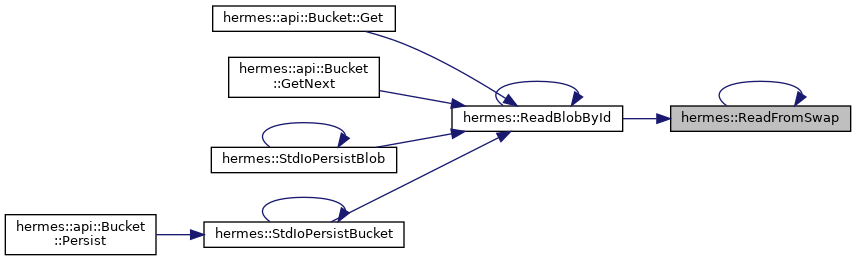 hermes::api::Bucket::Get
hermes::api::Bucket
::GetNext
hermes::ReadBlobById
hermes::ReadFromSwap
hermes::StdIoPersistBlob
hermes::api::Bucket
::Persist
hermes::StdIoPersistBucket